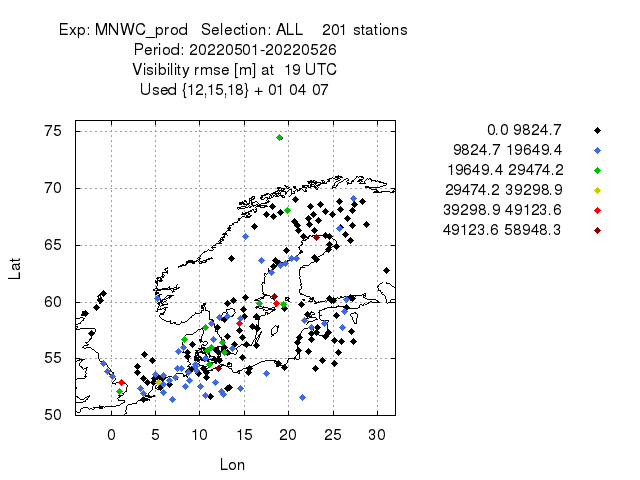 Exp: MNWC_prod   Selection: ALL    201 stations
Period: 20220501-20220526
Visibility rmse [m] at  19 UTC
Used {12,15,18} + 01 04 07
0.0 9824.7
9824.7 19649.4
19649.4 29474.2
29474.2 39298.9
39298.9 49123.6
49123.6 58948.3
75
70
65
60
55
50
Lat
0 5 10 15 20 25 30
Lon